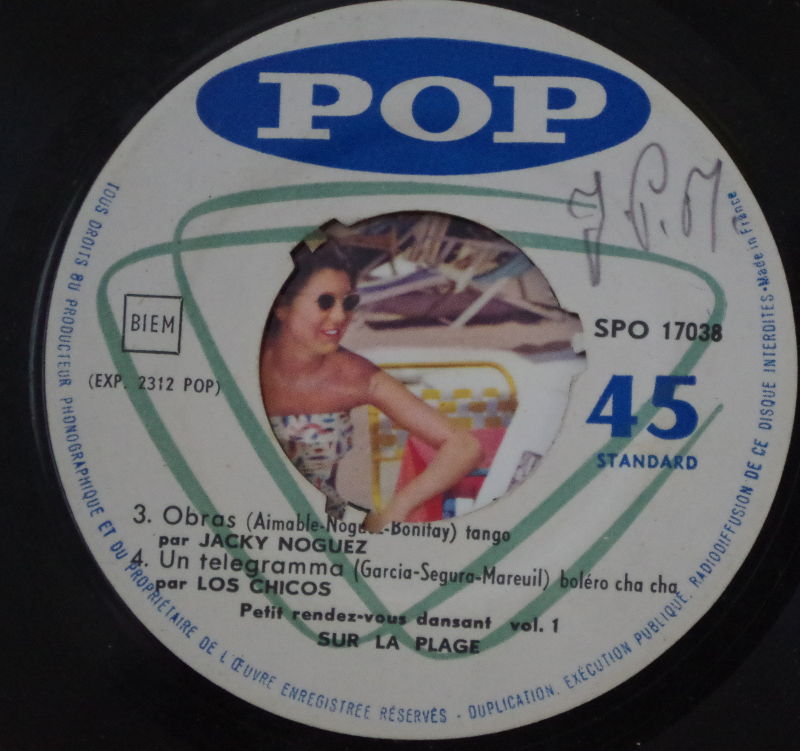 POP
J P. M.
BIEM
(EXP. 2312 POP)
SPO 17038
45
STANDARD
3. Obras (Aimable-Noguez-Bonifay) tango
par JACKY NOGUEZ
4. Un telegramma (Garcia-Segura-Mareuil) boléro cha cha
par LOS CHICOS
Petit rendez-vous dansant vol. 1
SUR LA PLAGE
TOUS DROITS DU PRODUCTEUR PHONOGRAPHIQUE ET DU PROPRIÉTAIRE DE L'ŒUVRE ENREGISTRÉE RÉSERVÉS - DUPLICATION, EXÉCUTION PUBLIQUE, RADIODIFFUSION DE CE DISQUE INTERDITES • Made in France